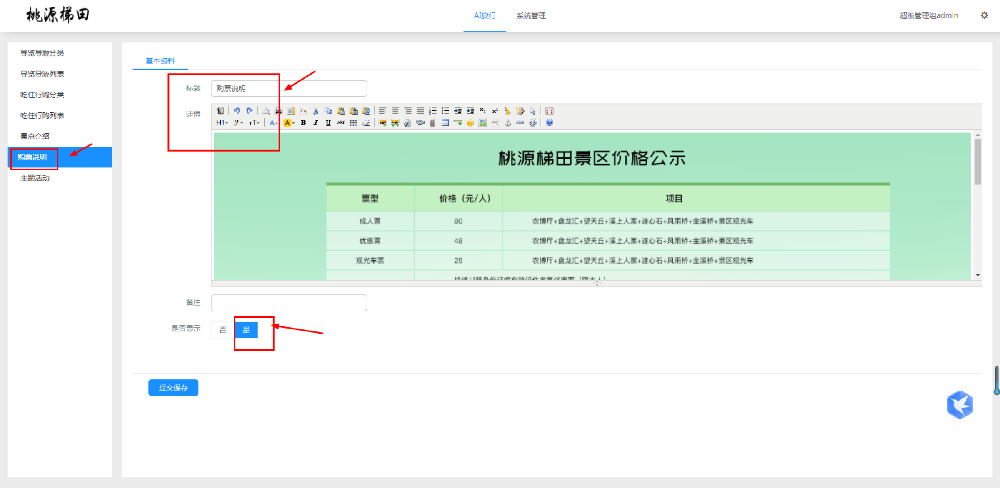 桃源梯田
AI旅行
系统管理
超级管理组admin
导览导游分类
导览导游列表
吃住行购分类
吃住行购列表
景点介绍
购票说明
主题活动
基本资料
标题
购票说明
详情
桃源梯田景区价格公示
票型 价格（元/人） 项目
成人票 80 农博厅+盘龙汇+望天丘+溪上人家+遂心石+风雨桥+金溪桥+景区观光车
优惠票 48 农博厅+盘龙汇+望天丘+溪上人家+遂心石+风雨桥+金溪桥+景区观光车
观光车票 25 农博厅+盘龙汇+望天丘+溪上人家+遂心石+风雨桥+金溪桥+景区观光车
备注
是否显示
否 是
提交保存